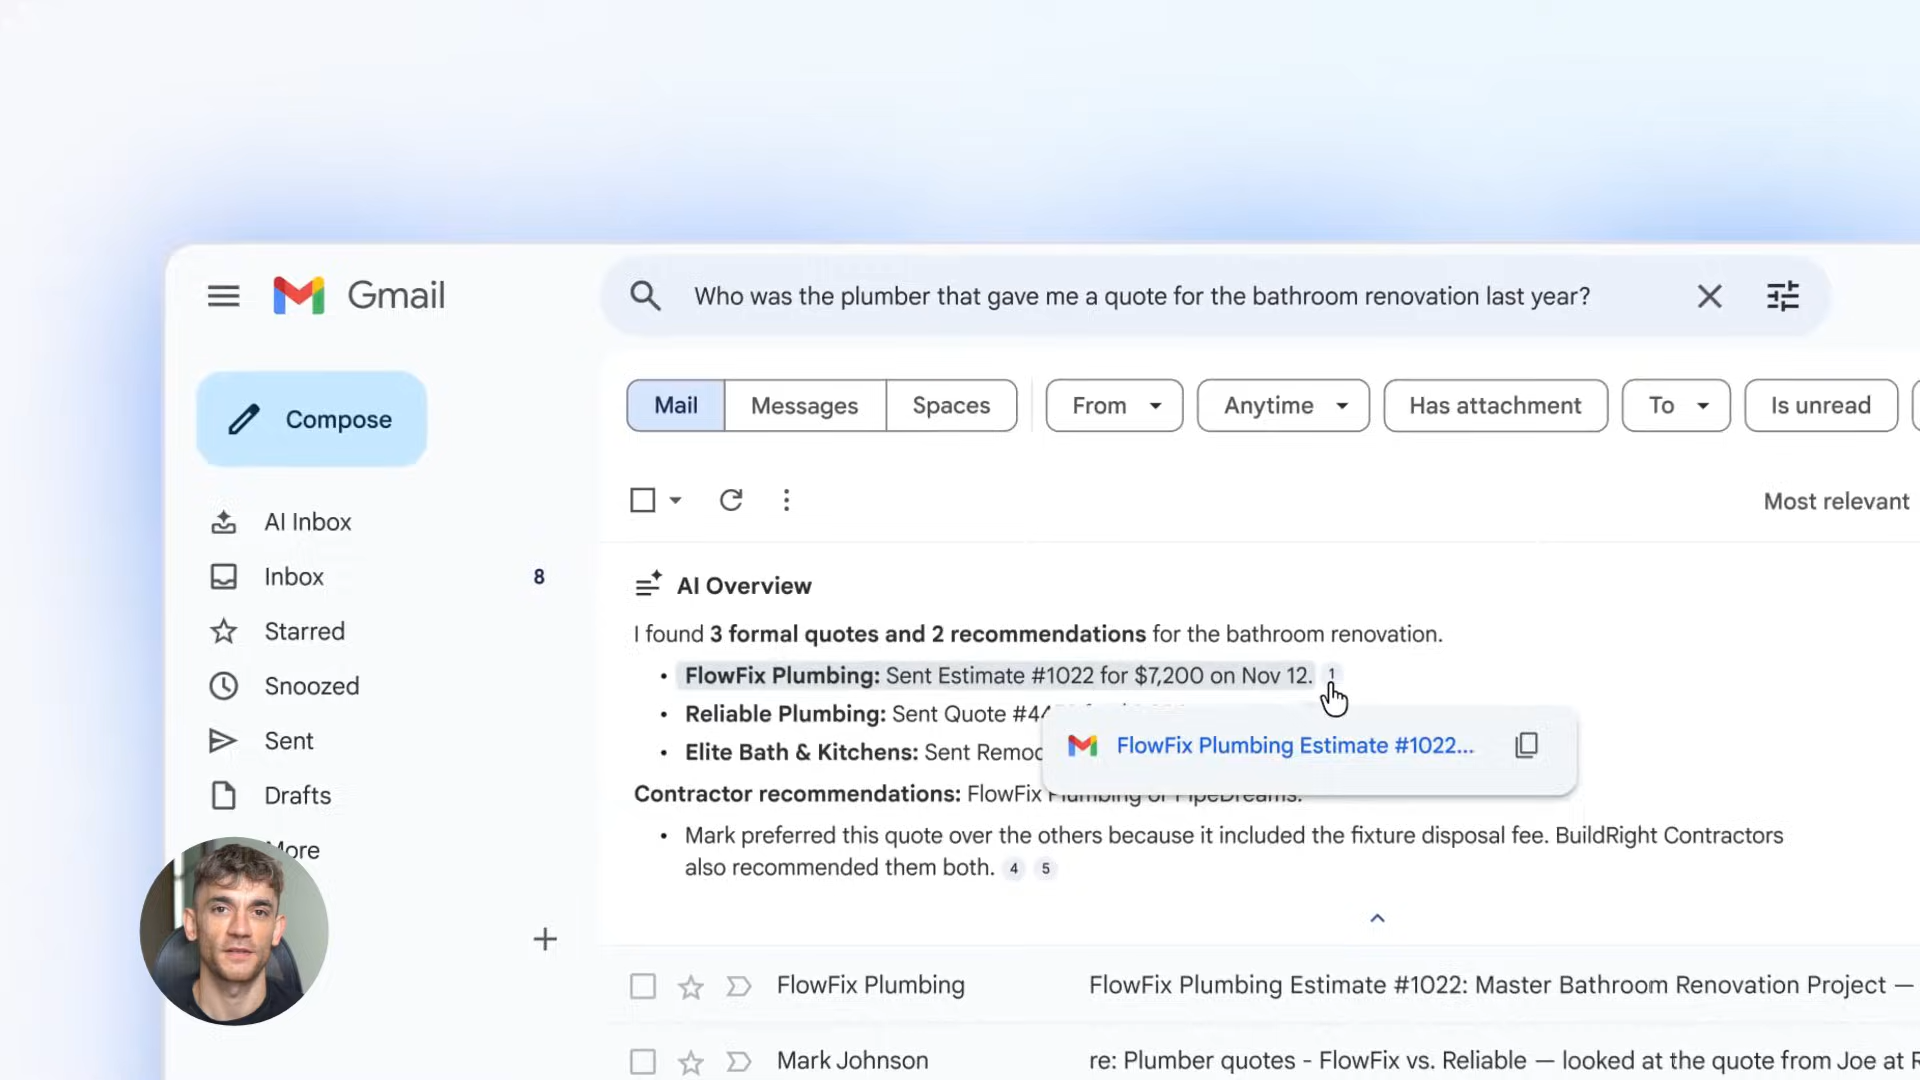 Gmail
Who was the plumber that gave me a quote for the bathroom renovation last year?
Compose
Mail
Messages
Spaces
From
Anytime
Has attachment
To
Is unread
Most relevant
AI Inbox
Inbox
8
Starred
Snoozed
Sent
Drafts
More
AI Overview
I found 3 formal quotes and 2 recommendations for the bathroom renovation.
• FlowFix Plumbing: Sent Estimate #1022 for $7,200 on Nov 12. 1
• Reliable Plumbing: Sent Quote
• Elite Bath & Kitchens: Sent
FlowFix Plumbing Estimate #1022...
Contractor recommendations: FlowFix Plumbing or PipeDreams.
• Mark preferred this quote over the others because it included the fixture disposal fee. BuildRight Contractors
also recommended them both. 4 5
FlowFix Plumbing
FlowFix Plumbing Estimate #1022: Master Bathroom Renovation Project —
Mark Johnson
re: Plumber quotes - FlowFix vs. Reliable — looked at the quote from Joe at